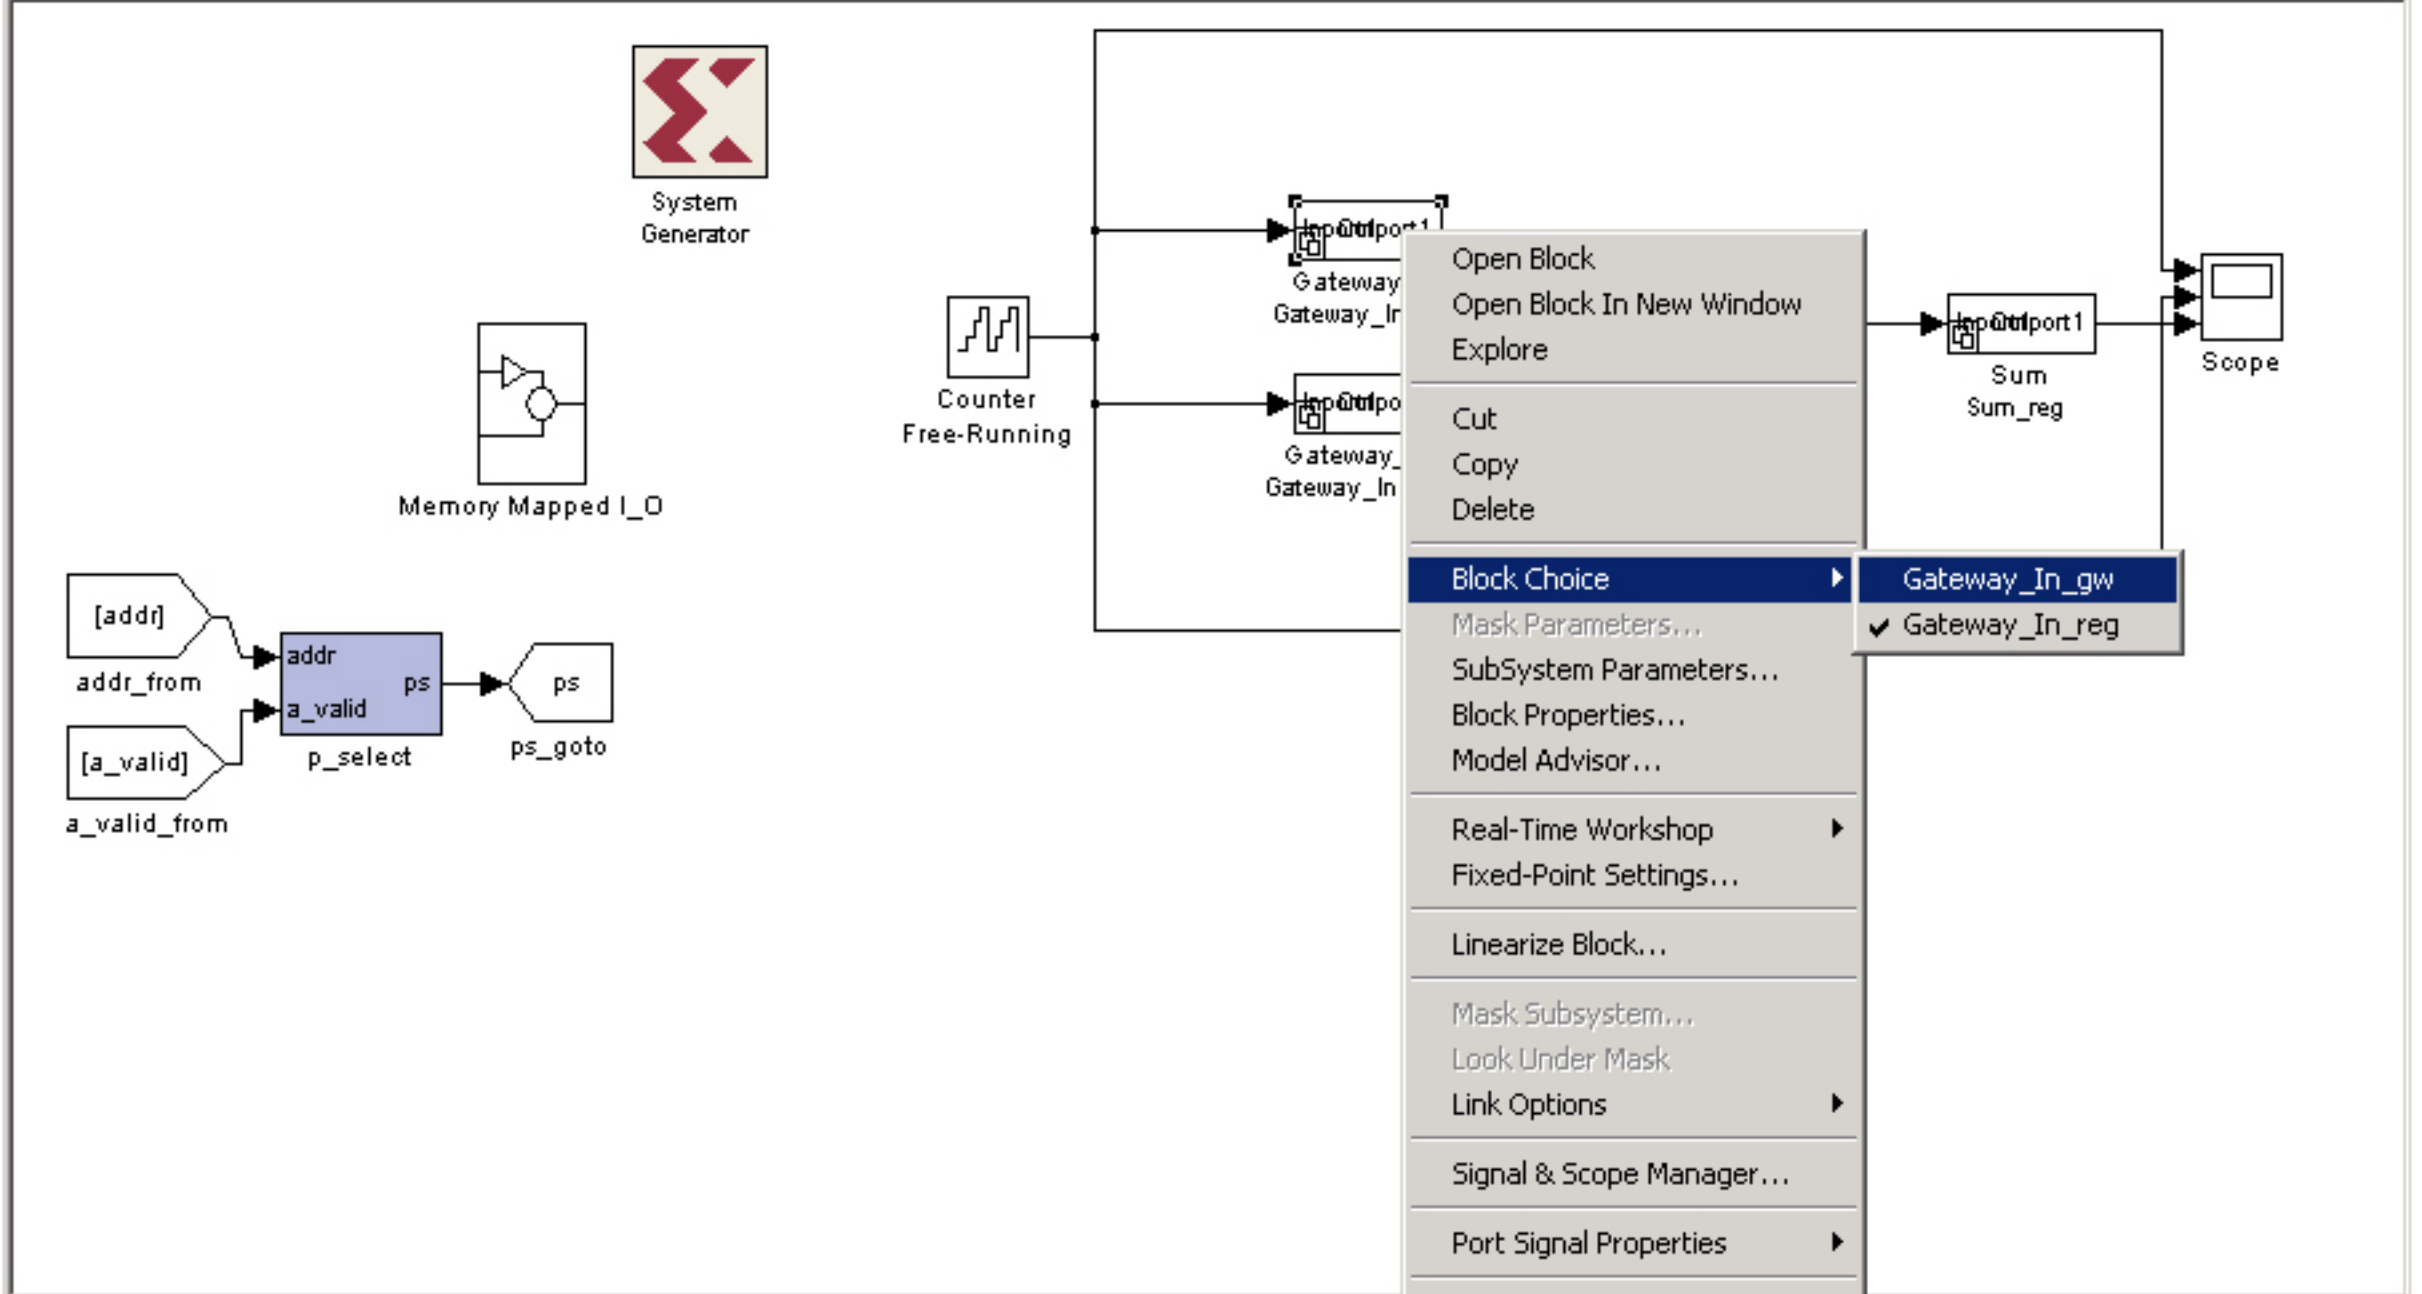 System
Generator
Gateway
Gateway_In
Counter
Free-Running
Gateway_
Gateway_In
Memory Mapped I_O
[addr]
addr_from
addr
a_valid
ps
p_select
[a_valid]
a_valid_from
ps
ps_goto
Sum
Sum_reg
Scope
Open Block
Open Block In New Window
Explore
Cut
Copy
Delete
Block Choice
Gateway_In_gw
Gateway_In_reg
Mask Parameters...
SubSystem Parameters...
Block Properties...
Model Advisor...
Real-Time Workshop
Fixed-Point Settings...
Linearize Block...
Mask Subsystem...
Look Under Mask
Link Options
Signal & Scope Manager...
Port Signal Properties